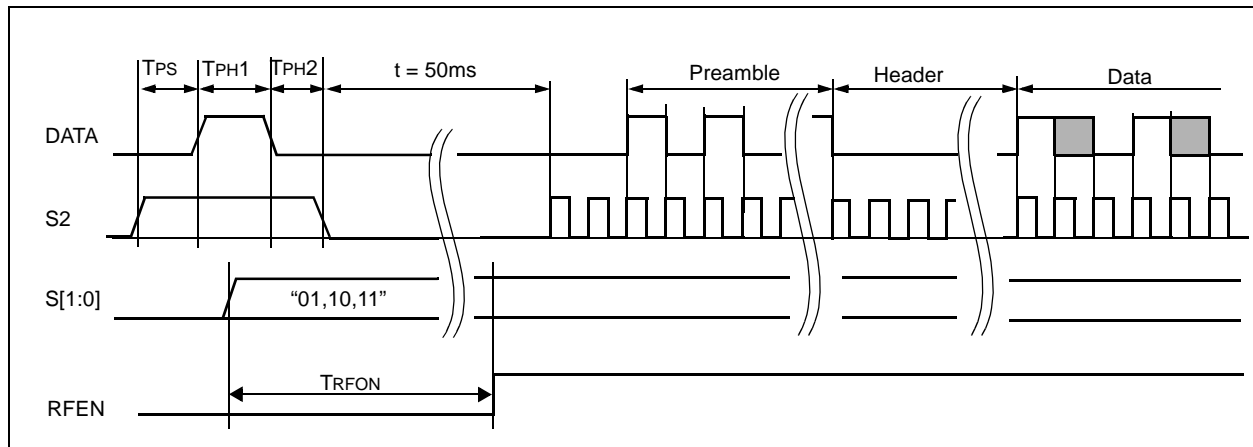 TPS TPH1 TPH2 t = 50ms Preamble Header Data
DATA
S2
S[1:0] “01,10,11”
TRFON
RFEN